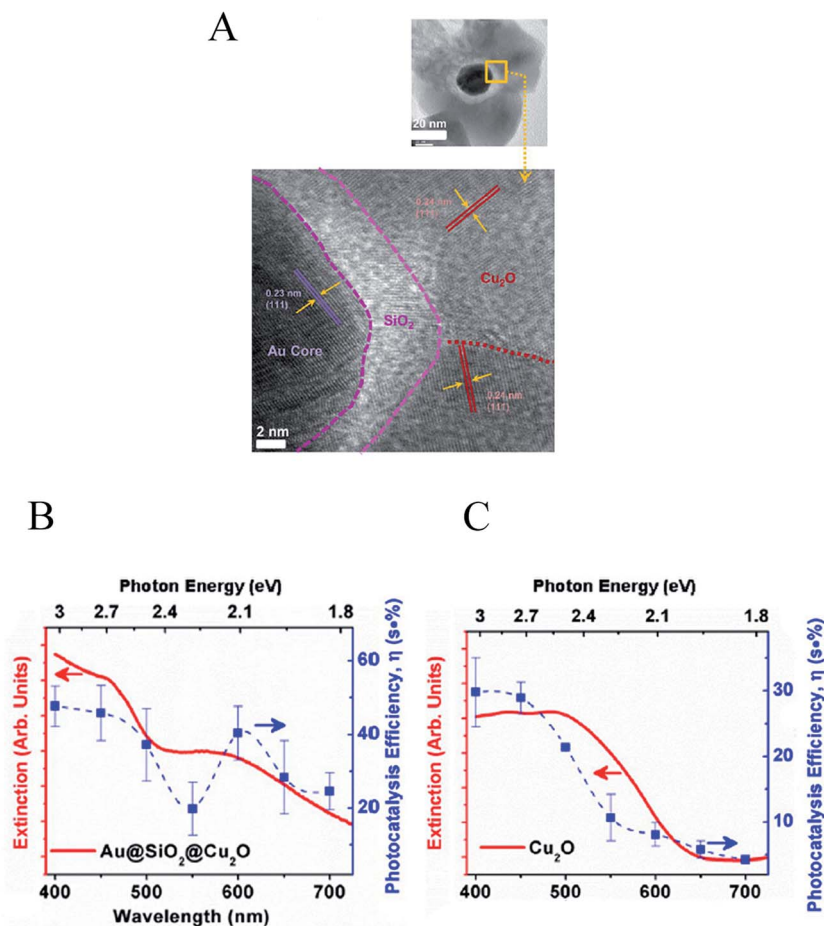 A
20 nm
0.24 nm
(111)
Cu₂O
0.23 nm
(111)
SiO₂
Au Core
0.24 nm
(111)
2 nm
B
Photon Energy (eV)
3 2.7 2.4 2.1 1.8
Extinction (Arb. Units)
60
40
20
Photocatalysis Efficiency, η (s•%)
Au@SiO₂@Cu₂O
400 500 600 700
Wavelength (nm)
C
Photon Energy (eV)
3 2.7 2.4 2.1 1.8
Extinction (Arb. Units)
30
20
10
Photocatalysis Efficiency, η (s•%)
Cu₂O
400 500 600 700